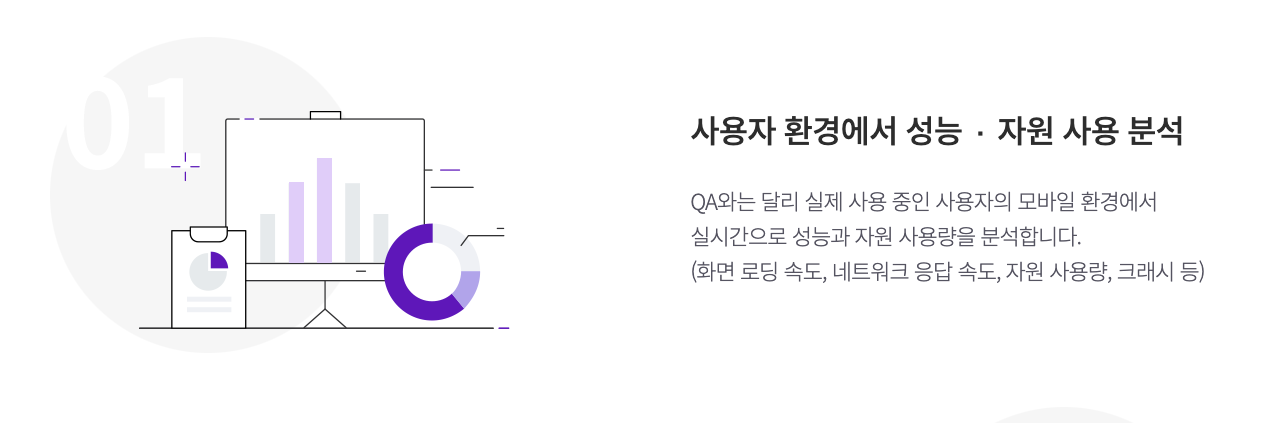 01
사용자 환경에서 성능 · 자원 사용 분석
QA와는 달리 실제 사용 중인 사용자의 모바일 환경에서
실시간으로 성능과 자원 사용량을 분석합니다.
(화면 로딩 속도, 네트워크 응답 속도, 자원 사용량, 크래시 등)